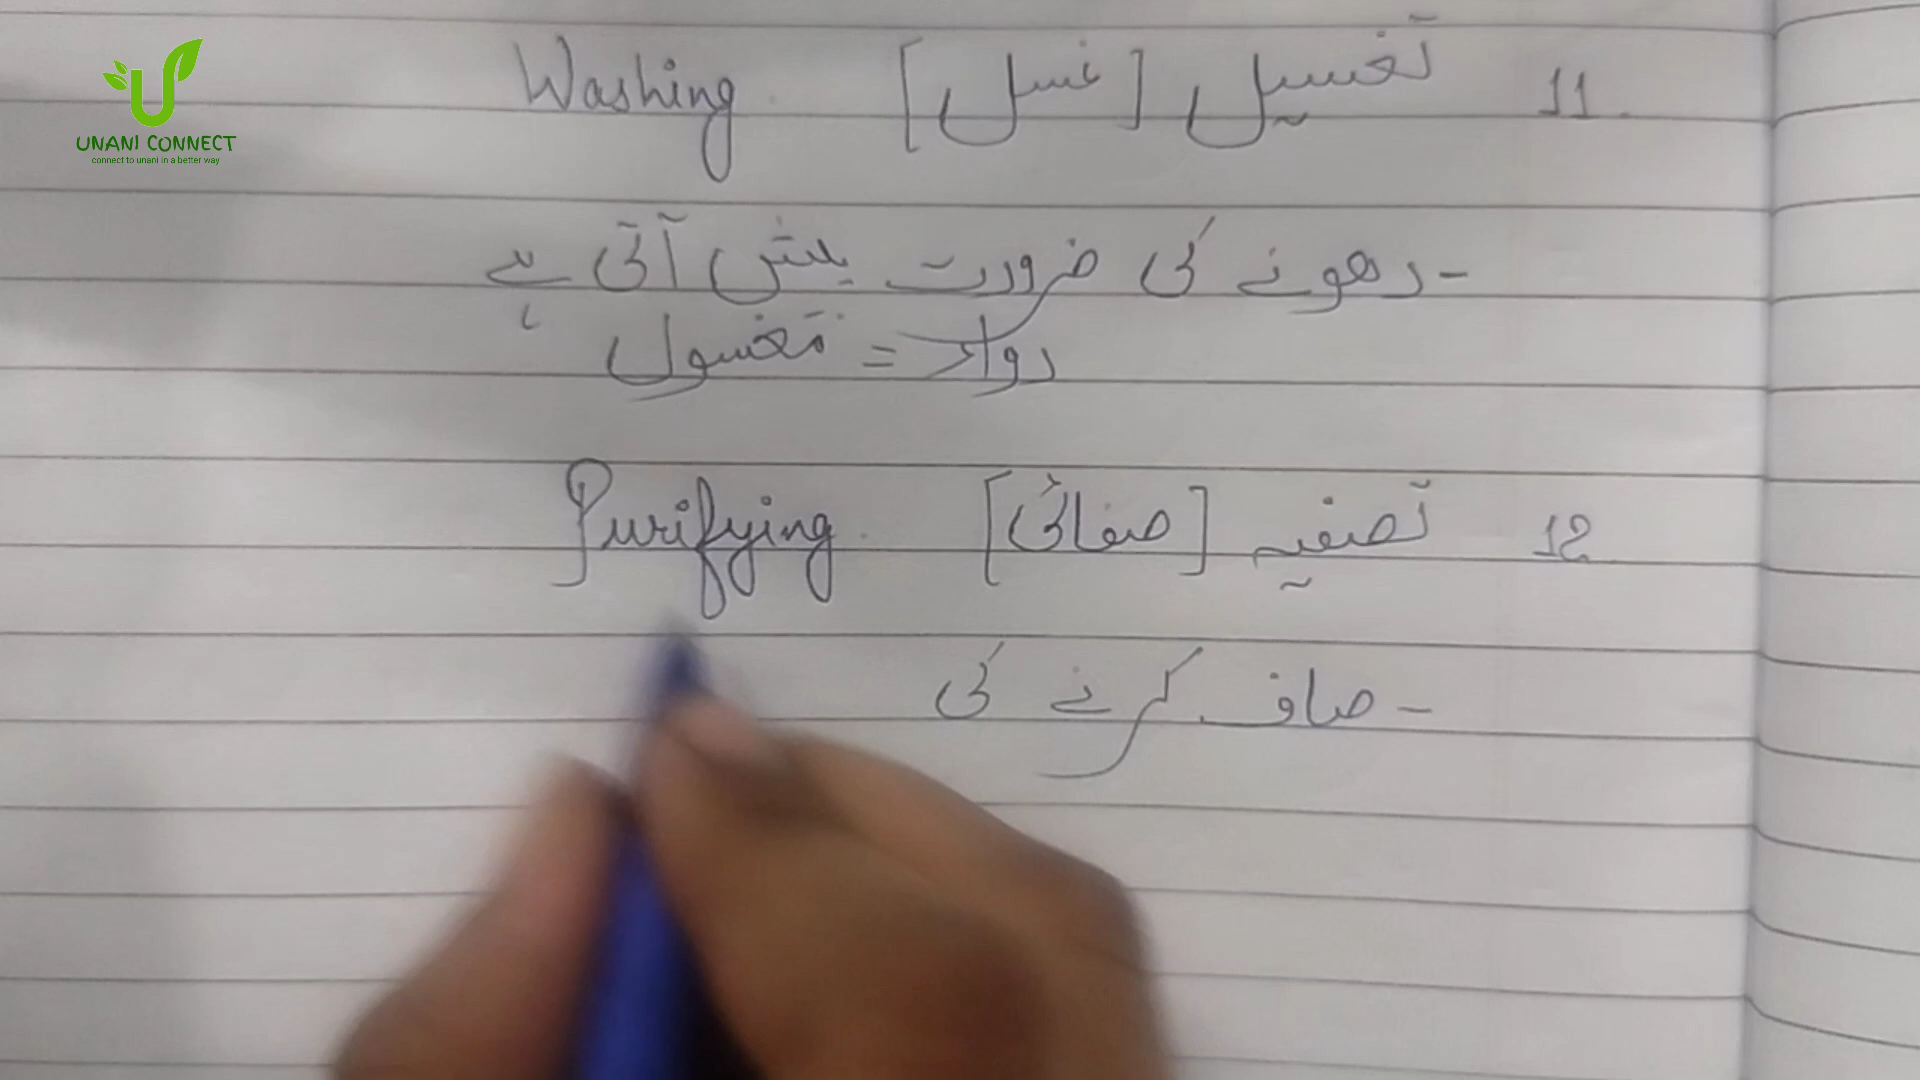 UNANI CONNECT
connect to unani in a better way
11. تغسیل [غسل] Washing
- دھونے کی ضرورت پیش آتی ہے
دواء = مغسول
12 تصفیہ [صفائی] Purifying
- صاف کرنے کی